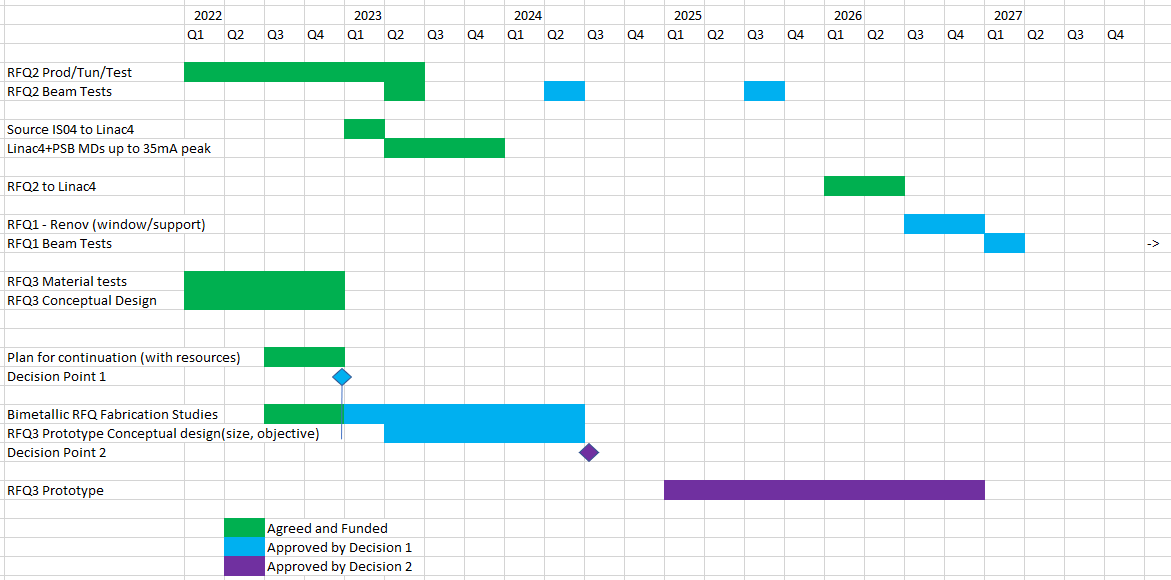 2022 2023 2024 2025 2026 2027
Q1 Q2 Q3 Q4 Q1 Q2 Q3 Q4 Q1 Q2 Q3 Q4 Q1 Q2 Q3 Q4 Q1 Q2 Q3 Q4 Q1 Q2 Q3 Q4
RFQ2 Prod/Tun/Test
RFQ2 Beam Tests
Source IS04 to Linac4
Linac4+PSB MDs up to 35mA peak
RFQ2 to Linac4
RFQ1 - Renov (window/support)
RFQ1 Beam Tests ->
RFQ3 Material tests
RFQ3 Conceptual Design
Plan for continuation (with resources)
Decision Point 1
Bimetallic RFQ Fabrication Studies
RFQ3 Prototype Conceptual design(size, objective)
Decision Point 2
RFQ3 Prototype
Agreed and Funded
Approved by Decision 1
Approved by Decision 2